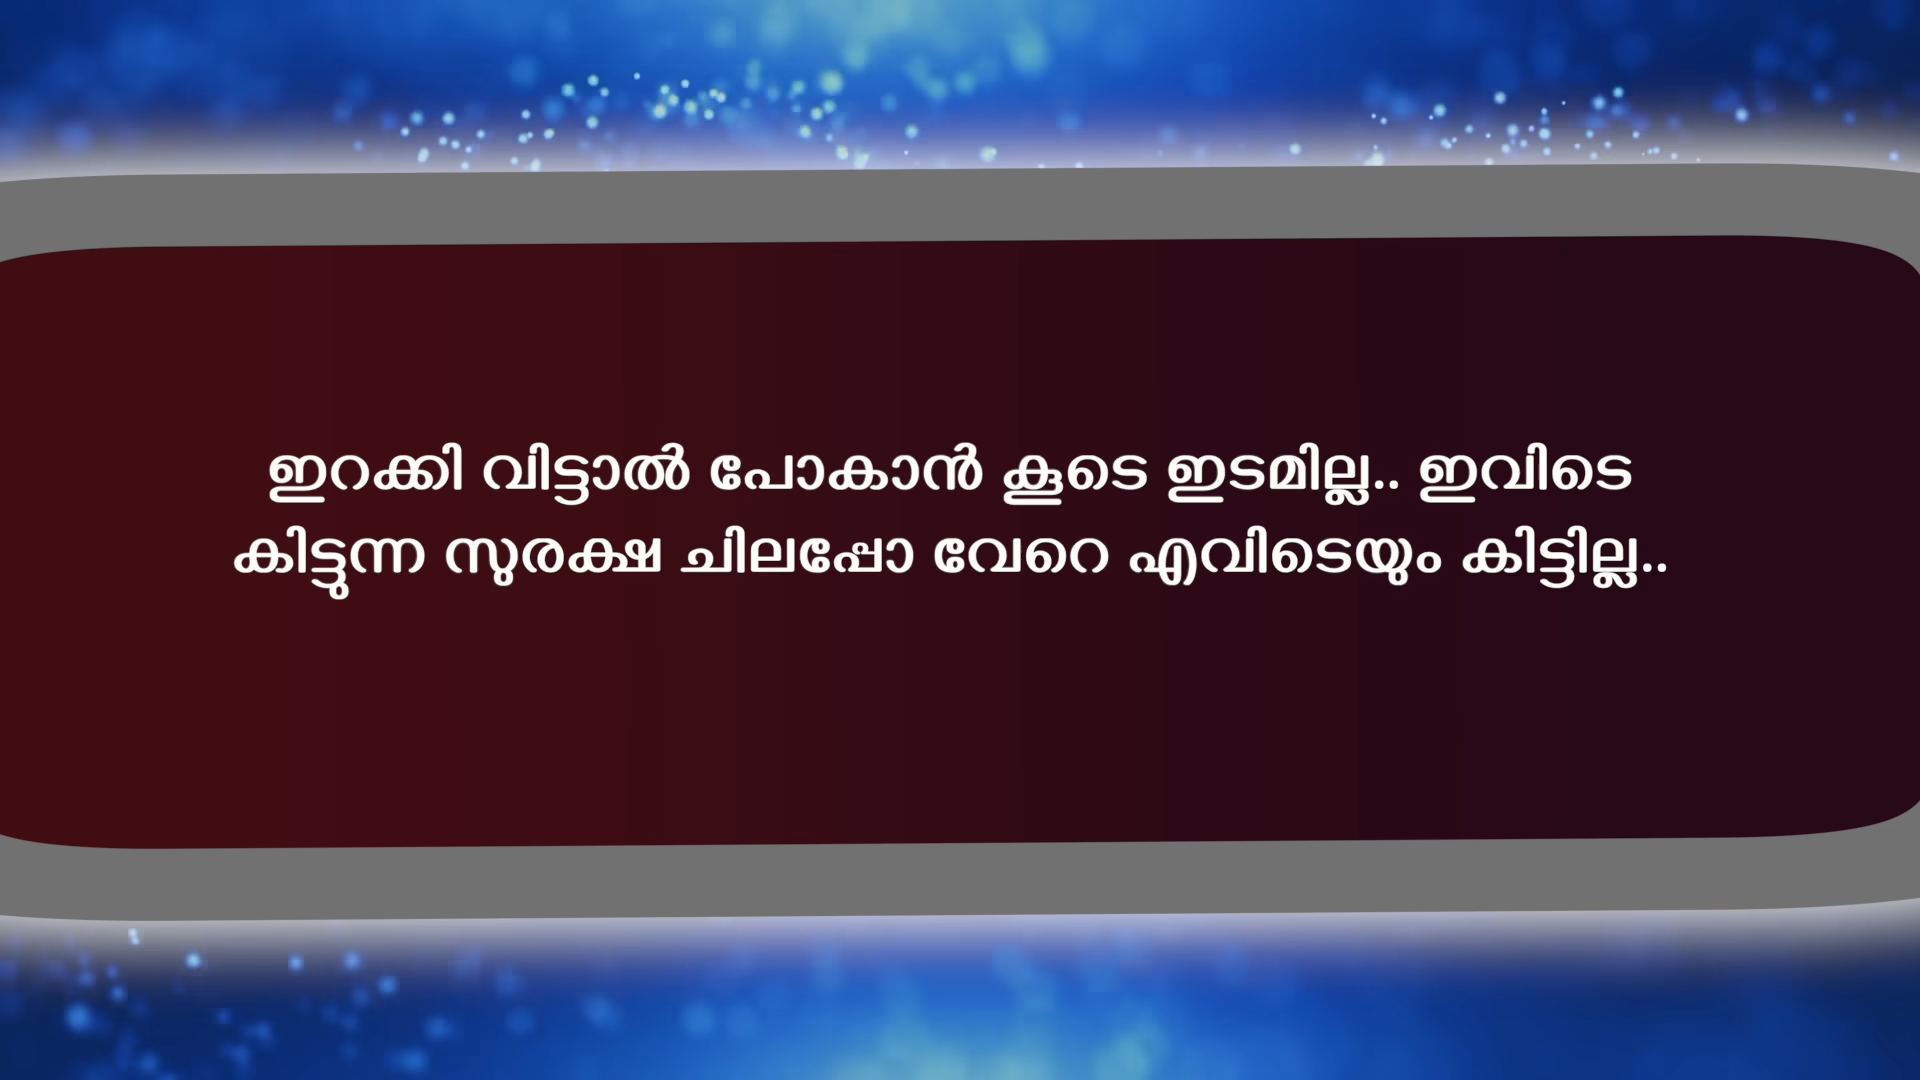 ഇറക്കി വിട്ടാൽ പോകാൻ കൂടെ ഇടമില്ല.. ഇവിടെ
കിട്ടുന്ന സുരക്ഷ ചിലപ്പോ വേറെ എവിടെയും കിട്ടില്ല..